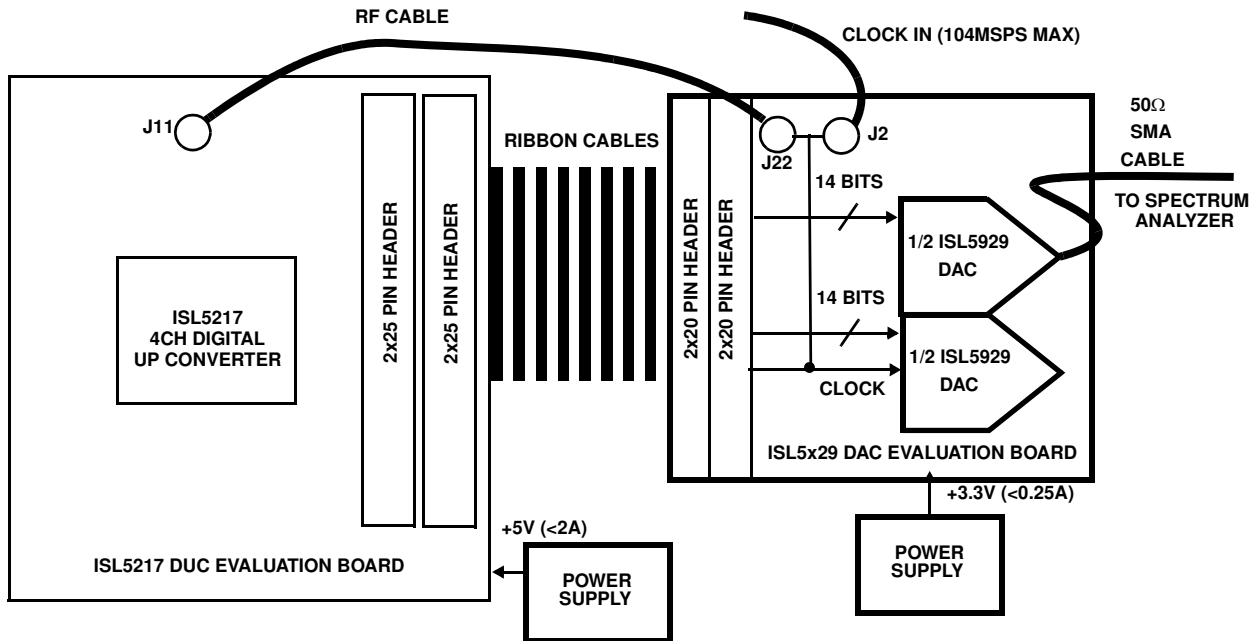 RF CABLE
CLOCK IN (104MSPS MAX)
J11
J22
J2
50Ω
SMA
CABLE
TO SPECTRUM
ANALYZER
RIBBON CABLES
2x25 PIN HEADER
2x25 PIN HEADER
2x20 PIN HEADER
2x20 PIN HEADER
14 BITS
1/2 ISL5929
DAC
14 BITS
1/2 ISL5929
DAC
CLOCK
ISL5217
4CH DIGITAL
UP CONVERTER
ISL5x29 DAC EVALUATION BOARD
+3.3V (<0.25A)
POWER
SUPPLY
+5V (<2A)
POWER
SUPPLY
ISL5217 DUC EVALUATION BOARD